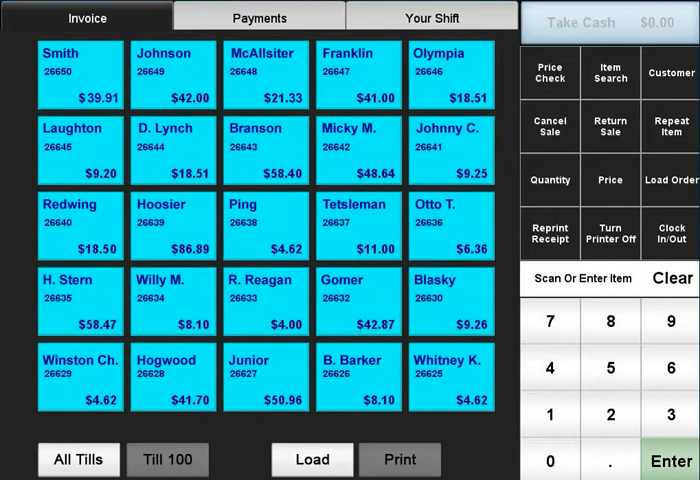 Invoice
Payments
Your Shift
Take Cash $0.00
Smith
26650
$39.91
Johnson
26649
$42.00
McAllsiter
26648
$21.33
Franklin
26647
$41.00
Olympia
26646
$18.51
Laughton
26645
$9.20
D. Lynch
26644
$18.51
Branson
26643
$58.40
Micky M.
26642
$48.64
Johnny C.
26641
$9.25
Redwing
26640
$18.50
Hoosier
26639
$86.89
Ping
26638
$4.62
Tetsleman
26637
$11.00
Otto T.
26636
$6.36
H. Stern
26635
$58.47
Willy M.
26634
$8.10
R. Reagan
26633
$4.00
Gomer
26632
$42.87
Blasky
26630
$9.26
Winston Ch.
26629
$4.62
Hogwood
26628
$41.70
Junior
26627
$50.96
B. Barker
26626
$8.10
Whitney K.
26625
$4.62
All Tills
Till 100
Load
Print
Price
Check
Item
Search
Customer
Cancel
Sale
Return
Sale
Repeat
Item
Quantity
Price
Load Order
Reprint
Receipt
Turn
Printer Off
Clock
In/Out
Scan Or Enter Item
Clear
7 8 9
4 5 6
1 2 3
0 . Enter